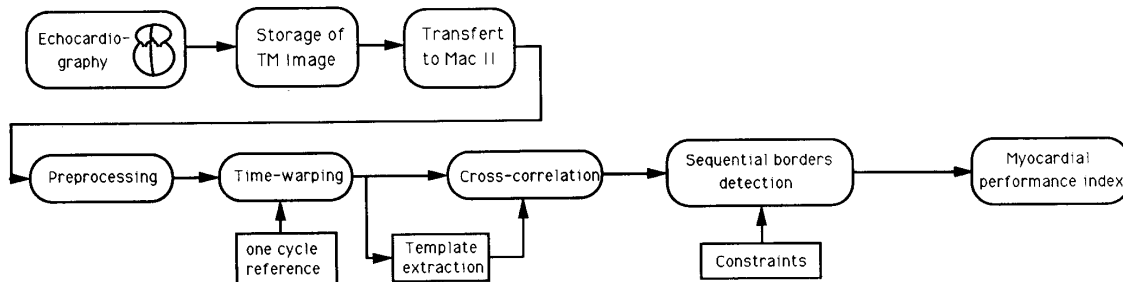 Echocardio-
graphy
Storage of
TM Image
Transfert
to Mac II
Preprocessing
Time-warping
Cross-correlation
Sequential borders
detection
Myocardial
performance index
one cycle
reference
Template
extraction
Constraints